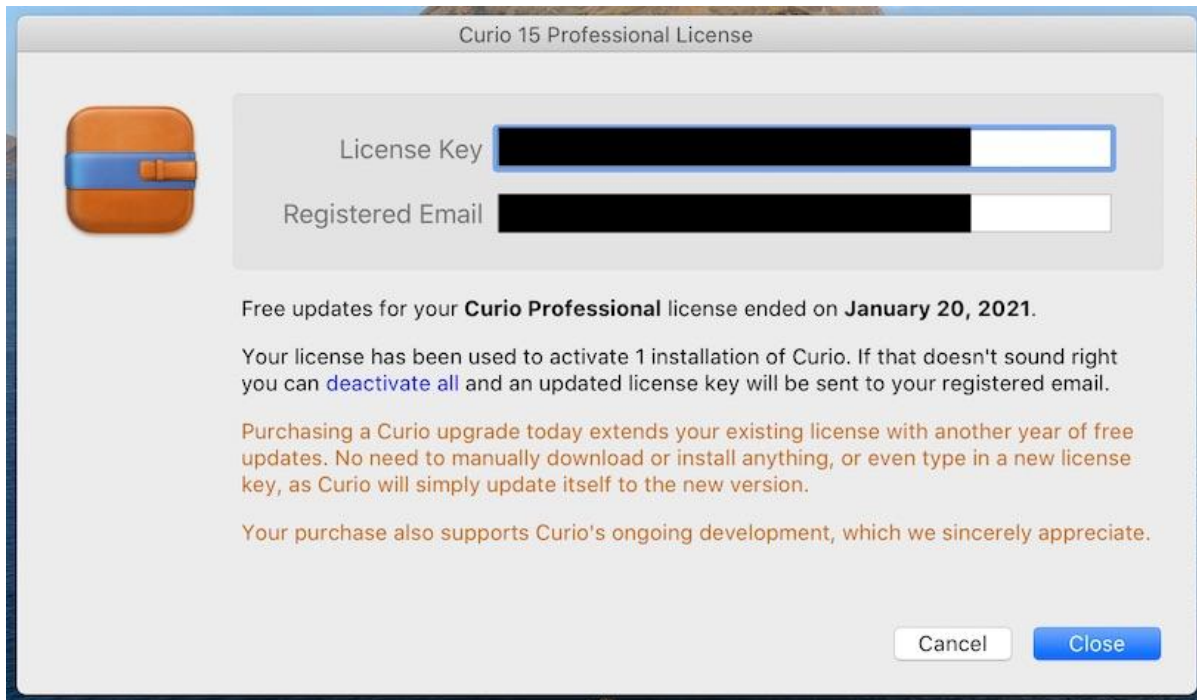 Curio 15 Professional License
License Key
Registered Email
Free updates for your Curio Professional license ended on January 20, 2021.
Your license has been used to activate 1 installation of Curio. If that doesn't sound right
you can deactivate all and an updated license key will be sent to your registered email.
Purchasing a Curio upgrade today extends your existing license with another year of free
updates. No need to manually download or install anything, or even type in a new license
key, as Curio will simply update itself to the new version.
Your purchase also supports Curio's ongoing development, which we sincerely appreciate.
Cancel
Close